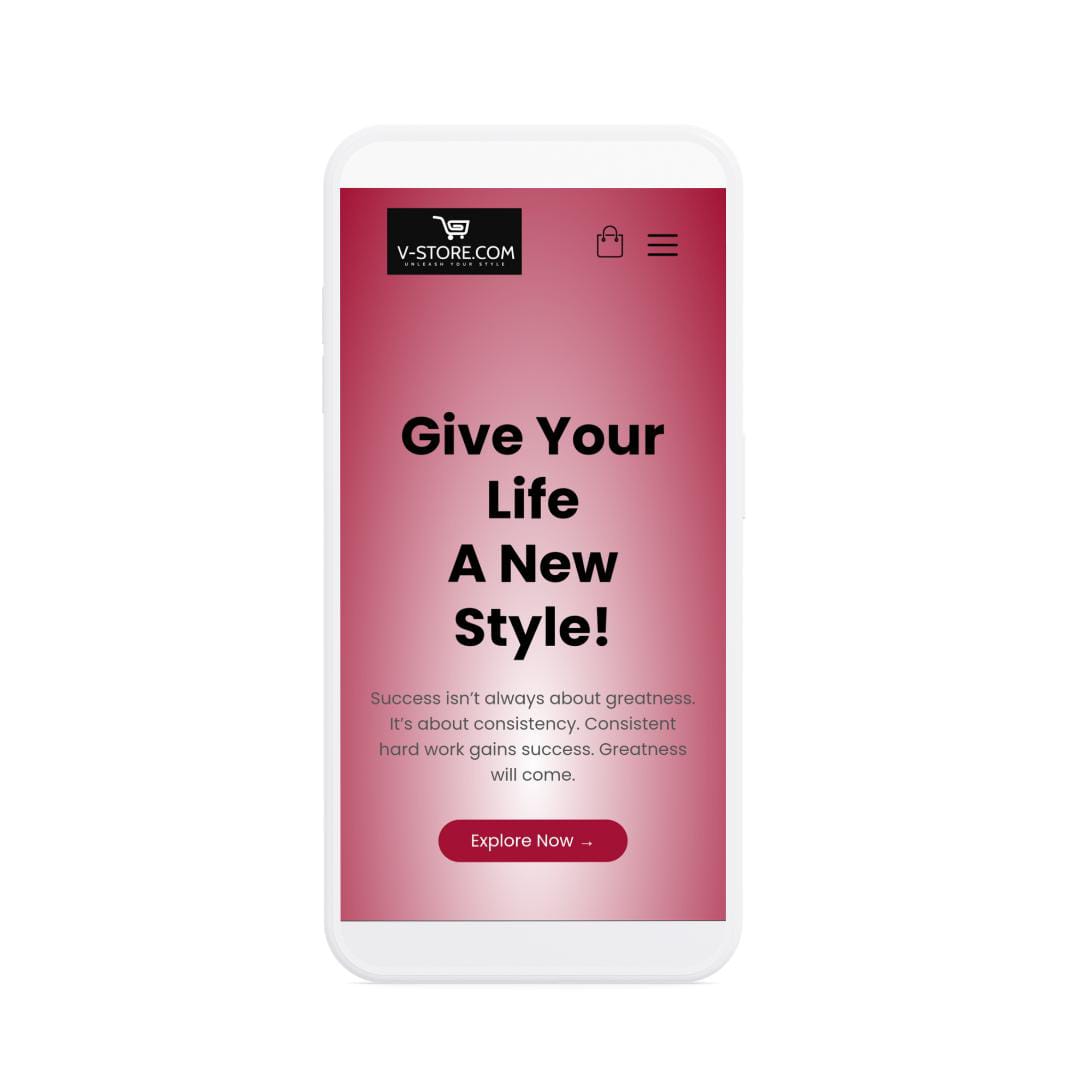 V-STORE.COM
UNLEASH YOUR STYLE
Give Your
Life
A New
Style!
Success isn’t always about greatness.
It’s about consistency. Consistent
hard work gains success. Greatness
will come.
Explore Now →